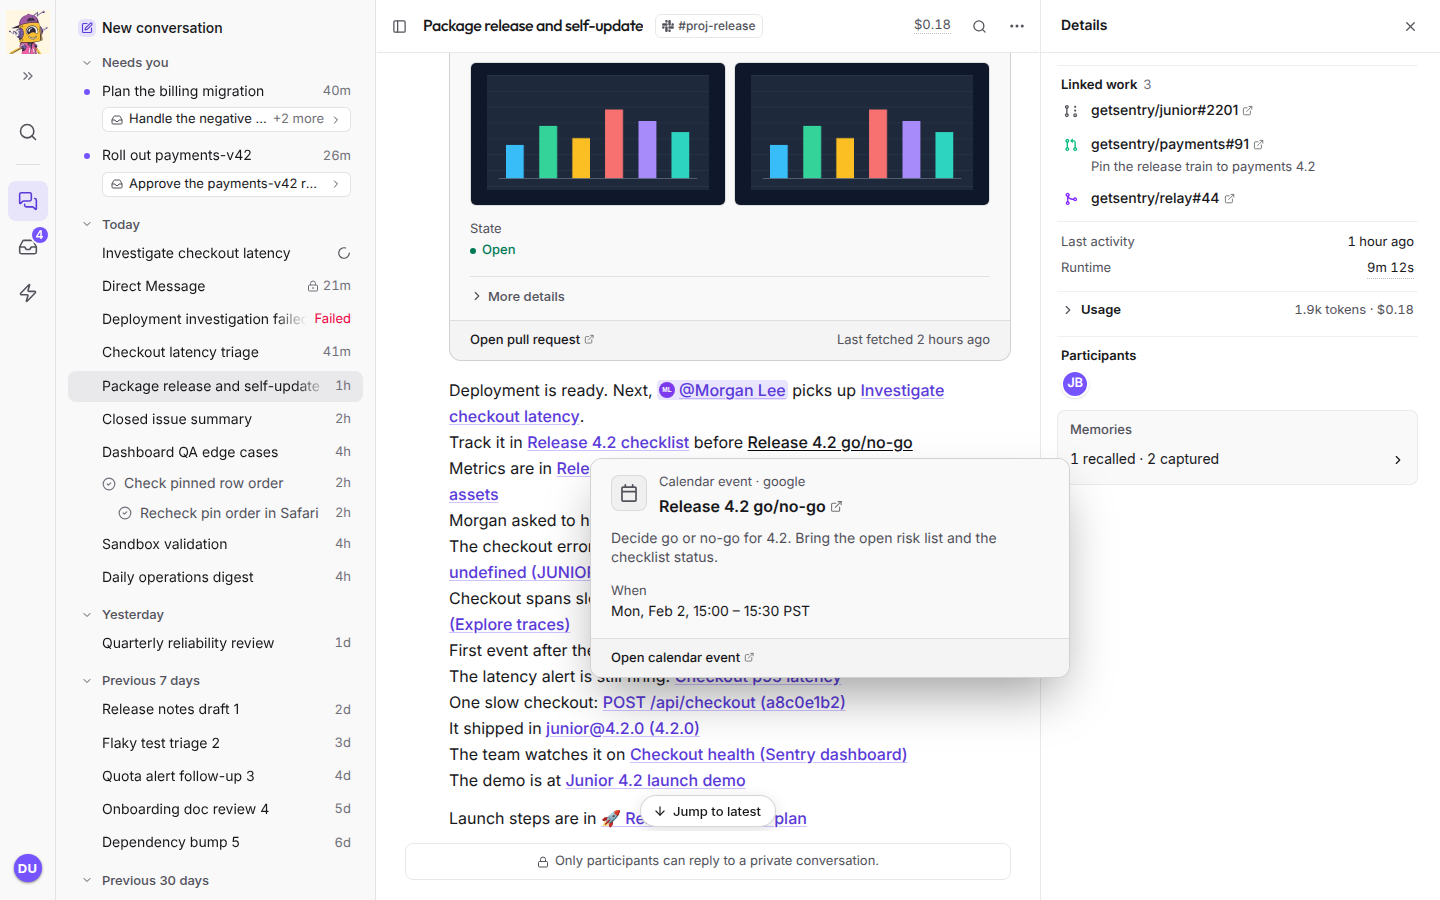 New conversation
Needs you
Plan the billing migration 40m
Handle the negative ... +2 more
Roll out payments-v42 26m
Approve the payments-v42 r...
Today
Investigate checkout latency
Direct Message 21m
Deployment investigation failed Failed
Checkout latency triage 41m
Package release and self-update 1h
Closed issue summary 2h
Dashboard QA edge cases 4h
Check pinned row order 2h
Recheck pin order in Safari 2h
Sandbox validation 4h
Daily operations digest 4h
Yesterday
Quarterly reliability review 1d
Previous 7 days
Release notes draft 1 2d
Flaky test triage 2 3d
Quota alert follow-up 3 4d
Onboarding doc review 4 5d
Dependency bump 5 6d
Previous 30 days
4
DU
Package release and self-update #proj-release $0.18
State
Open
More details
Open pull request Last fetched 2 hours ago
Deployment is ready. Next, ML @Morgan Lee picks up Investigate
checkout latency.
Track it in Release 4.2 checklist before Release 4.2 go/no-go
Metrics are in Rele
assets
Morgan asked to h
The checkout error
undefined (JUNIOR
Checkout spans slo
(Explore traces)
First event after the
The latency alert is still firing: Checkout p95 latency
One slow checkout: POST /api/checkout (a8c0e1b2)
It shipped in junior@4.2.0 (4.2.0)
The team watches it on Checkout health (Sentry dashboard)
The demo is at Junior 4.2 launch demo
Launch steps are in 🚀 Re plan
Jump to latest
Only participants can reply to a private conversation.
Calendar event · google
Release 4.2 go/no-go
Decide go or no-go for 4.2. Bring the open risk list and the
checklist status.
When
Mon, Feb 2, 15:00 – 15:30 PST
Open calendar event
Details
Linked work 3
getsentry/junior#2201
getsentry/payments#91
Pin the release train to payments 4.2
getsentry/relay#44
Last activity 1 hour ago
Runtime 9m 12s
Usage 1.9k tokens · $0.18
Participants
JB
Memories
1 recalled · 2 captured